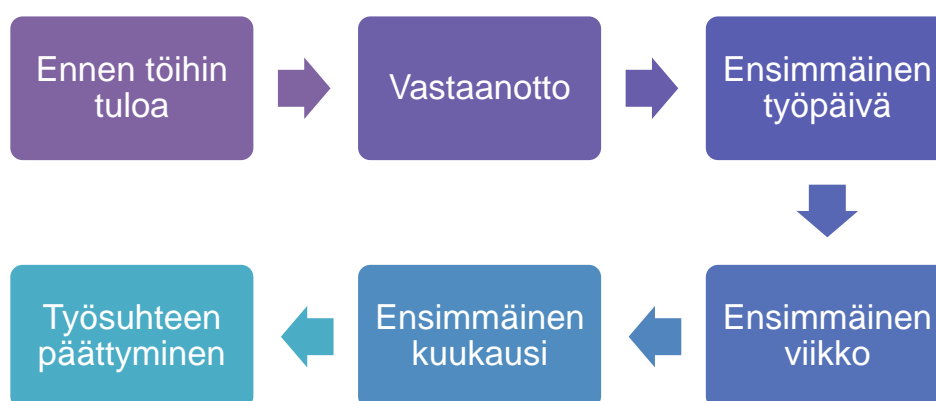 Ennen töihin
tuloa
Vastaanotto
Ensimmäinen
työpäivä
Ensimmäinen
viikko
Ensimmäinen
kuukausi
Työsuhteen
päättyminen